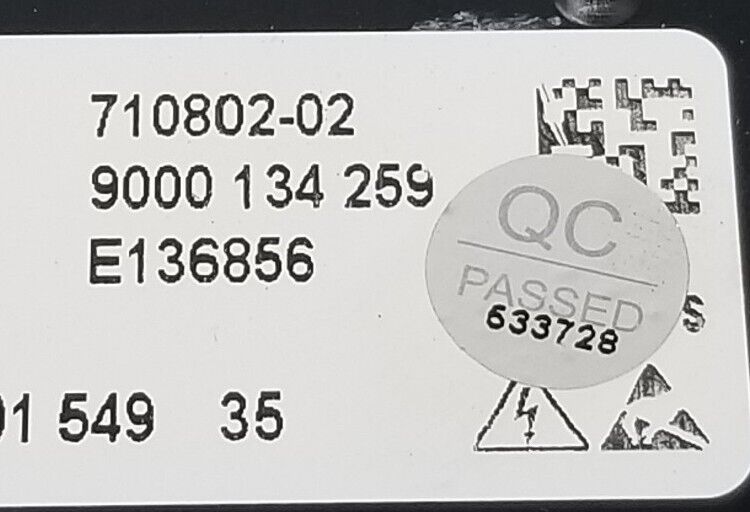 710802-02
9000 134 259
E136856
QC
PASSED
633728
S
1 549 35